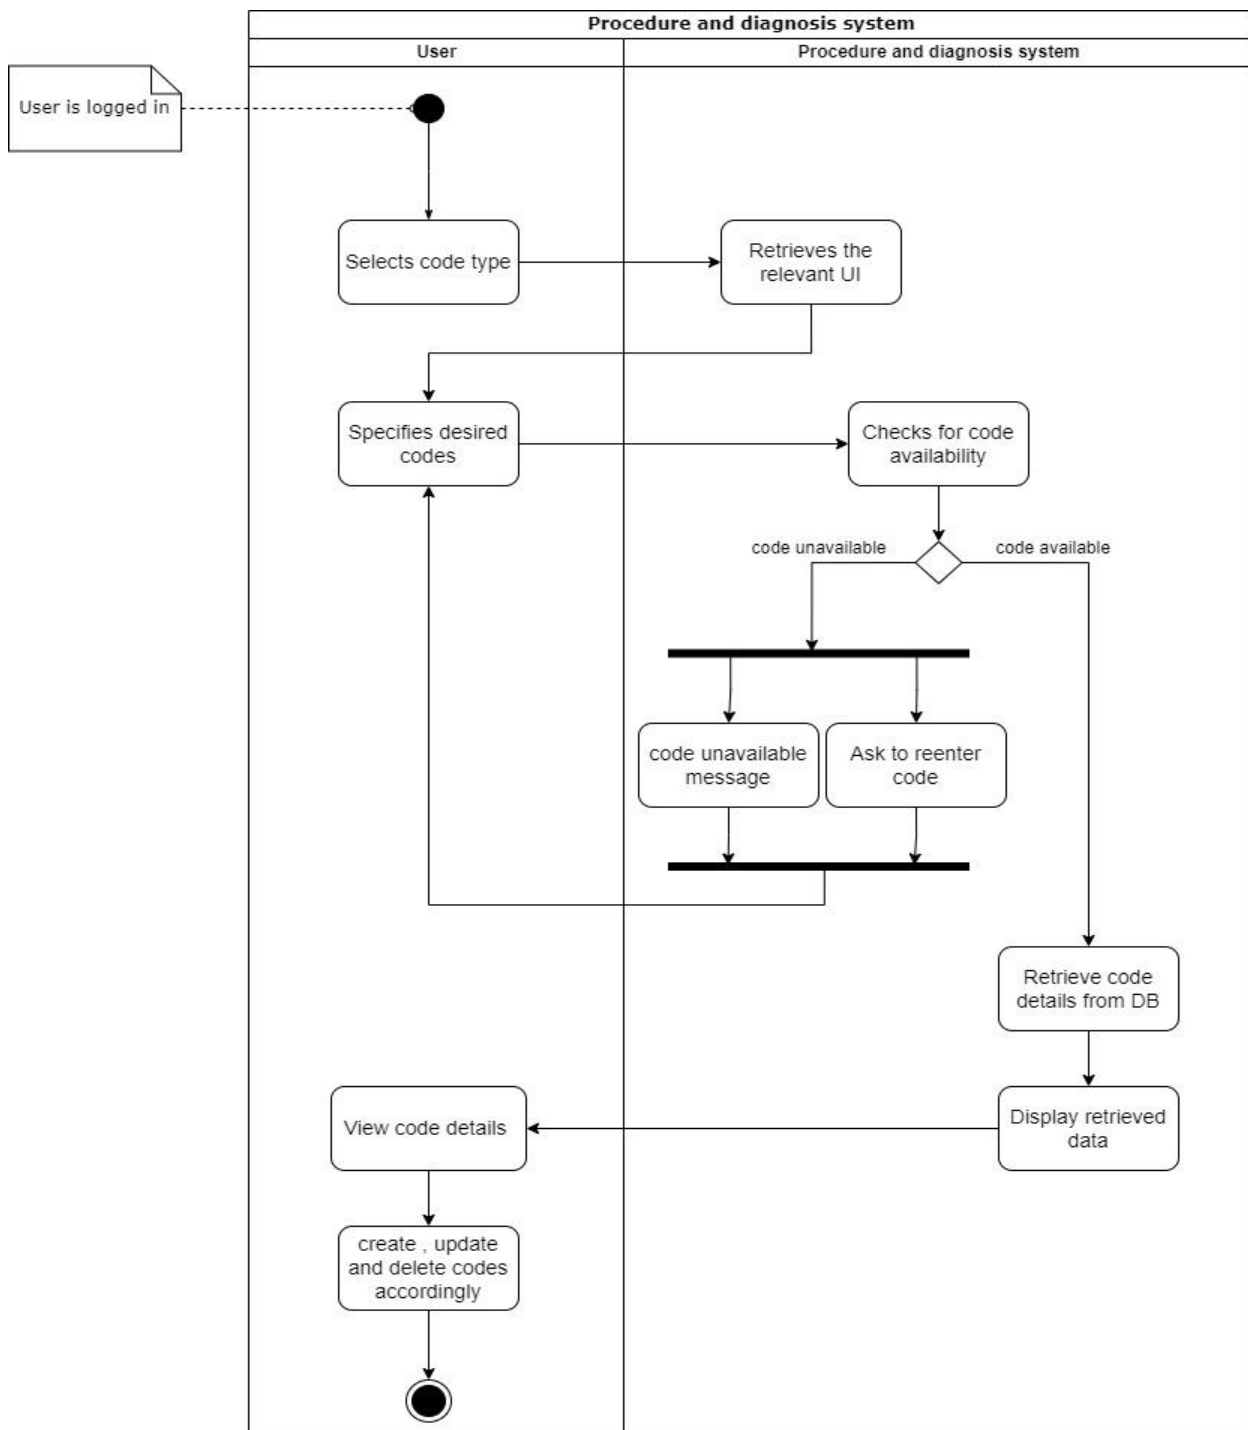 Procedure and diagnosis system
User
Procedure and diagnosis system
User is logged in
Selects code type
Retrieves the
relevant UI
Specifies desired
codes
Checks for code
availability
code unavailable
code available
code unavailable
message
Ask to reenter
code
Retrieve code
details from DB
View code details
Display retrieved
data
create , update
and delete codes
accordingly